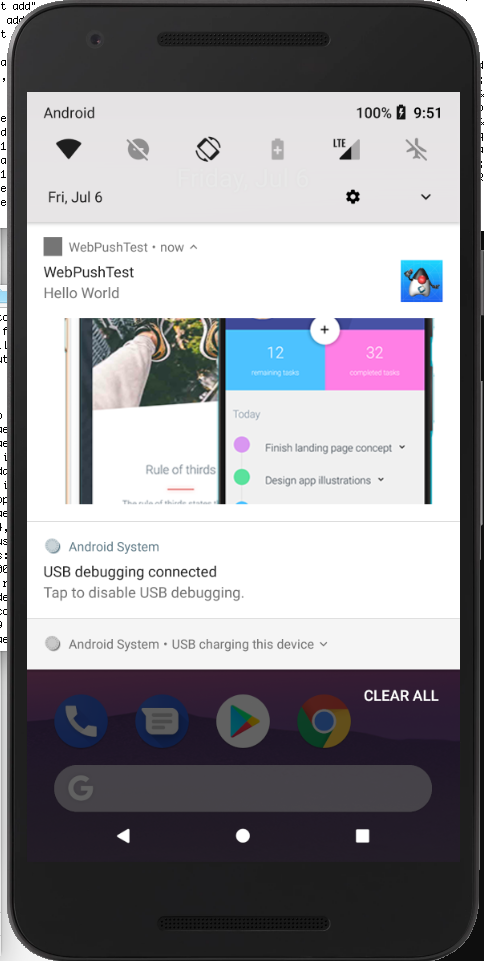 t add"
Android 100% 9:51
LTE
Fri, Jul 6
WebPushTest • now
WebPushTest
Hello World
12 32
remaining tasks completed tasks
Today
Finish landing page concept
Design app illustrations
Rule of thirds
The rule of thirds states t
Android System
USB debugging connected
Tap to disable USB debugging.
Android System • USB charging this device
CLEAR ALL
G